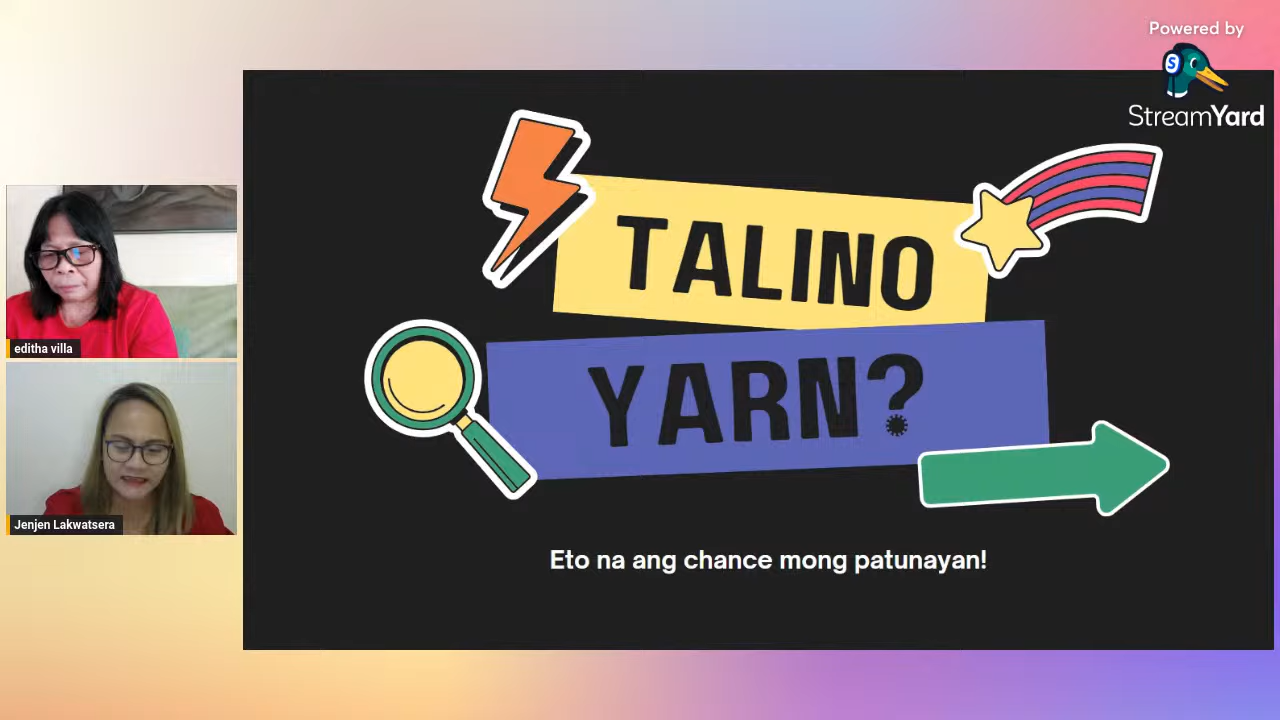 Powered by
StreamYard
TALINO
YARN?
editha villa
Jenjen Lakwatsera
Eto na ang chance mong patunayan!